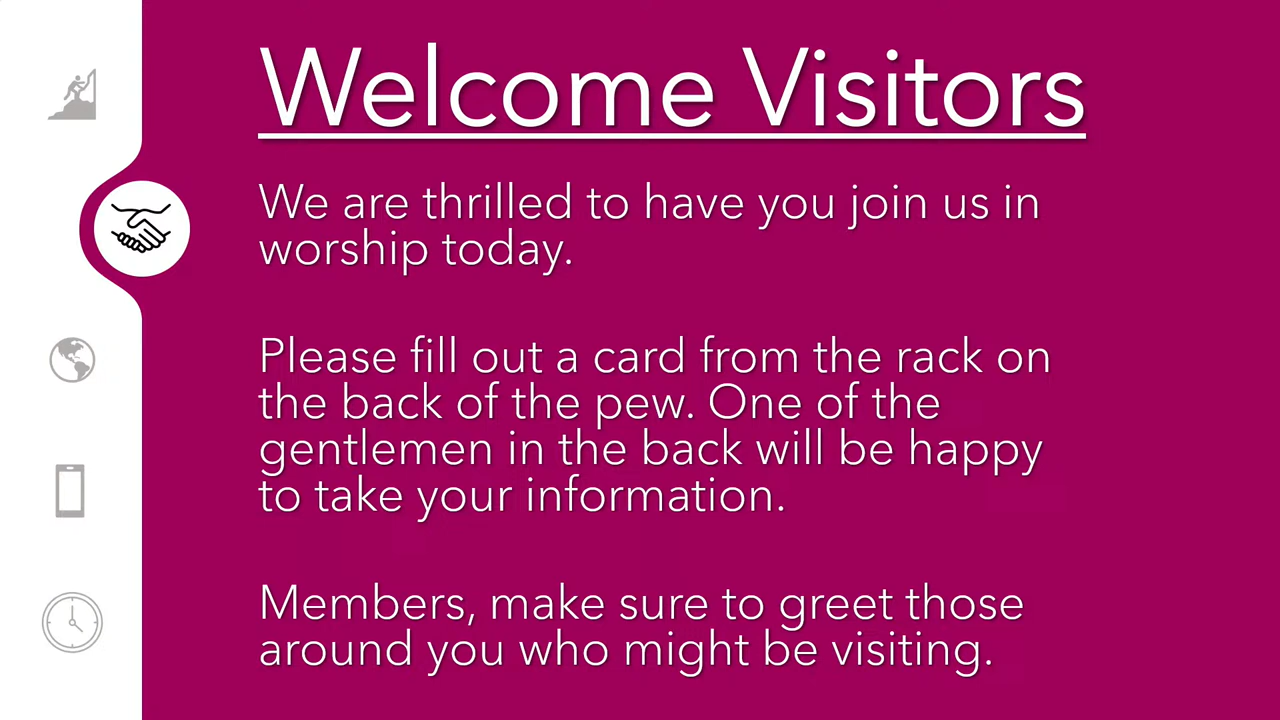 Welcome Visitors
We are thrilled to have you join us in
worship today.
Please fill out a card from the rack on
the back of the pew. One of the
gentlemen in the back will be happy
to take your information.
Members, make sure to greet those
around you who might be visiting.